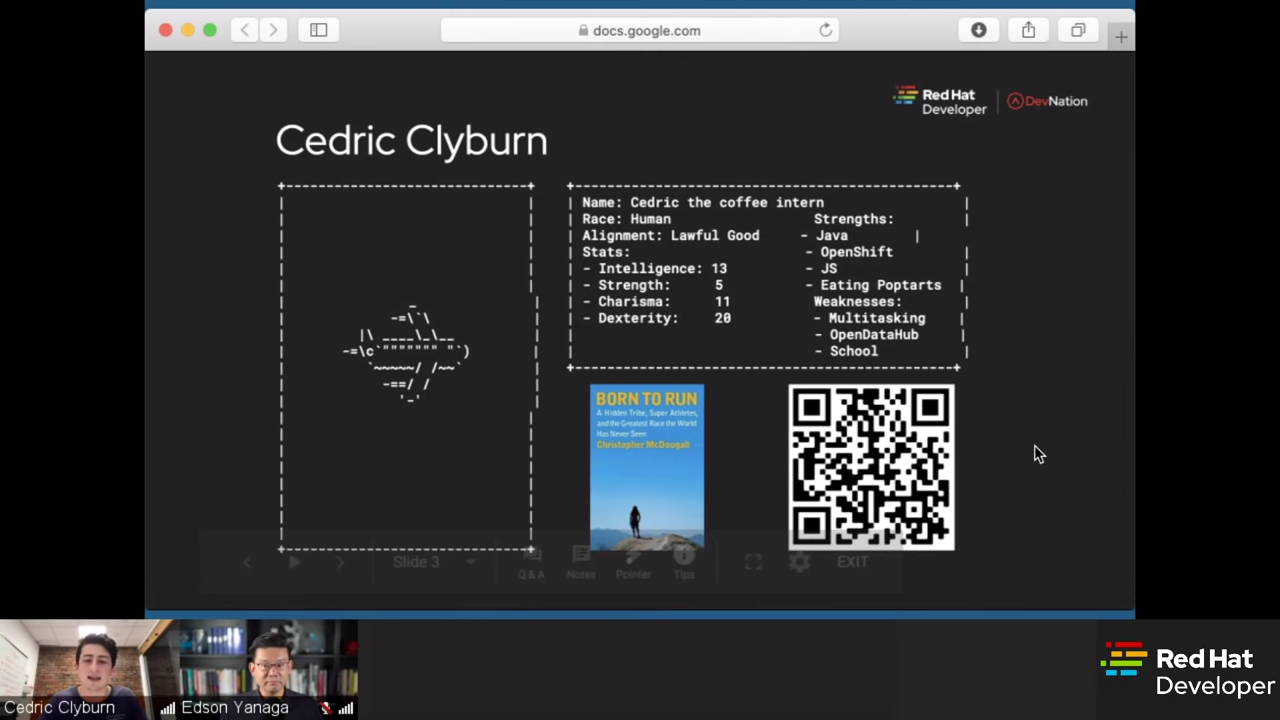 docs.google.com
Red Hat
Developer
DevNation
Cedric Clyburn
Name: Cedric the coffee intern
Race: Human
Strengths:
Alignment: Lawful Good
- Java
Stats:
- OpenShift
- Intelligence: 13
- JS
- Strength: 5
- Eating Poptarts
- Charisma: 11
Weaknesses:
- Dexterity: 20
- Multitasking
- OpenDataHub
- School
BORN TO RUN
A Hidden Tribe, Super Athletes,
and the Greatest Race the World
Has Never Seen
Christopher McDougall
Slide 3
Q & A
Notes
Pointer
Tips
EXIT
Cedric Clyburn
Edson Yanaga
Red Hat
Developer